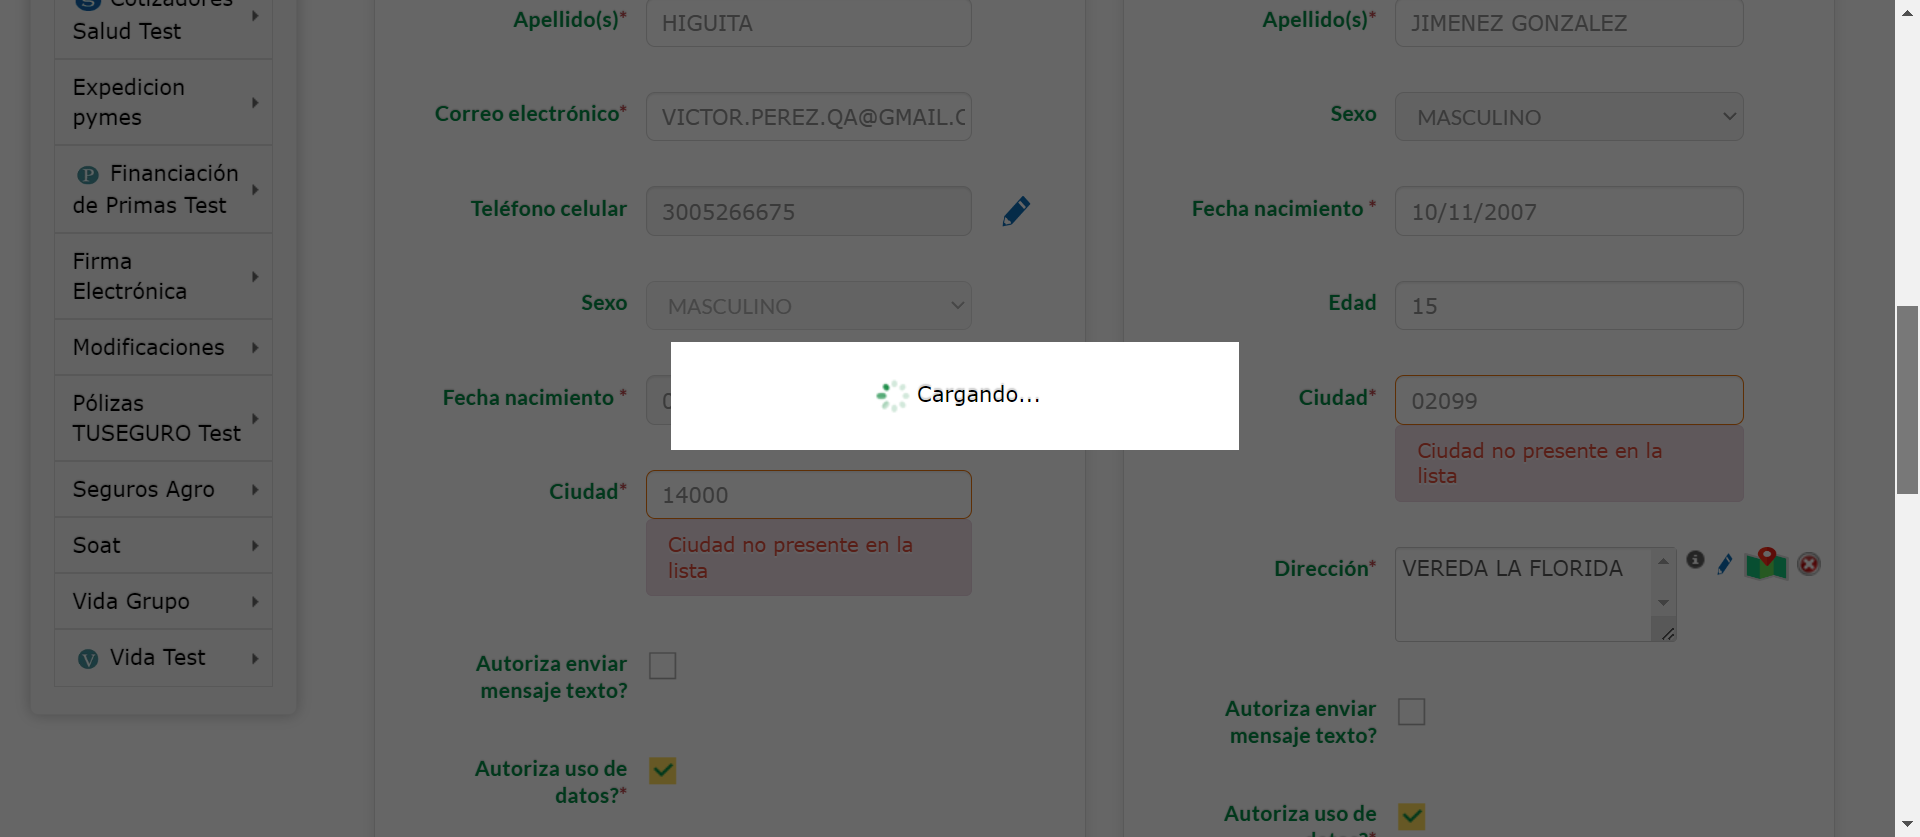 Cotizadores
Salud Test
Expedicion
pymes
Financiación
de Primas Test
Firma
Electrónica
Modificaciones
Pólizas
TUSEGURO Test
Seguros Agro
Soat
Vida Grupo
V Vida Test
Apellido(s)* HIGUITA
Correo electrónico* VICTOR.PEREZ.QA@GMAIL.C
Teléfono celular 3005266675
Sexo MASCULINO
Fecha nacimiento * 0
Ciudad* 14000
Ciudad no presente en la
lista
Autoriza enviar
mensaje texto?
Autoriza uso de
datos?*
Cargando...
Apellido(s)* JIMENEZ GONZALEZ
Sexo MASCULINO
Fecha nacimiento * 10/11/2007
Edad 15
Ciudad* 02099
Ciudad no presente en la
lista
Dirección* VEREDA LA FLORIDA
Autoriza enviar
mensaje texto?
Autoriza uso de
datos?*